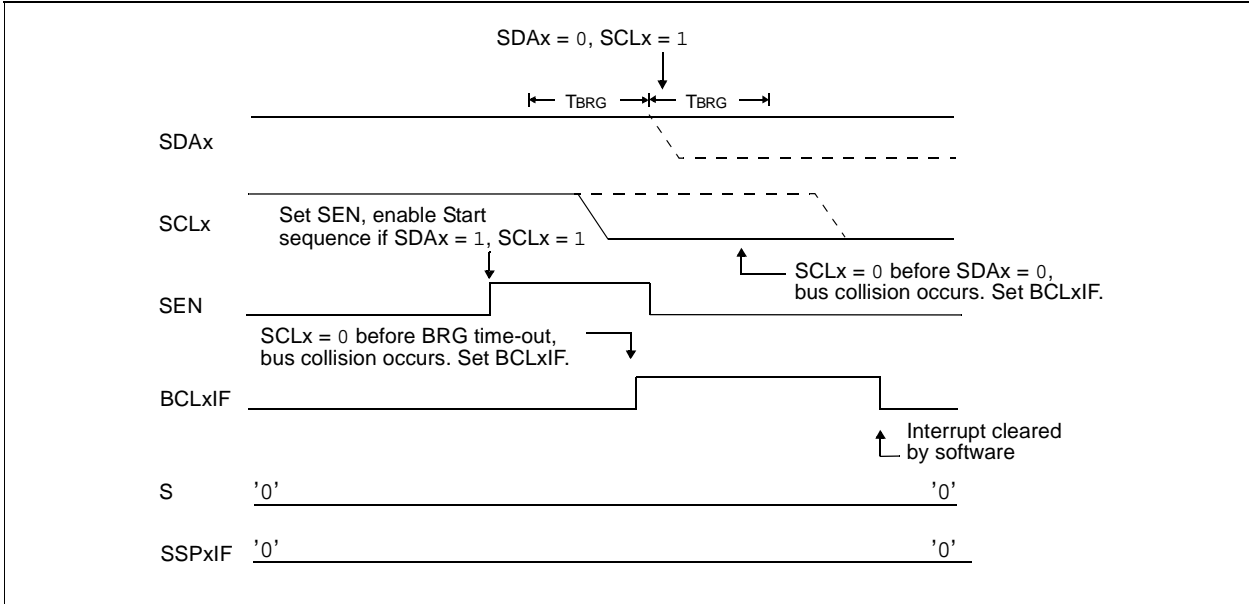 SDAx = 0, SCLx = 1
TBRG TBRG
SDAx
SCLx
Set SEN, enable Start
sequence if SDAx = 1, SCLx = 1
SCLx = 0 before SDAx = 0,
bus collision occurs. Set BCLxIF.
SEN
SCLx = 0 before BRG time-out,
bus collision occurs. Set BCLxIF.
BCLxIF
Interrupt cleared
by software
S '0' '0'
SSPxIF '0' '0'